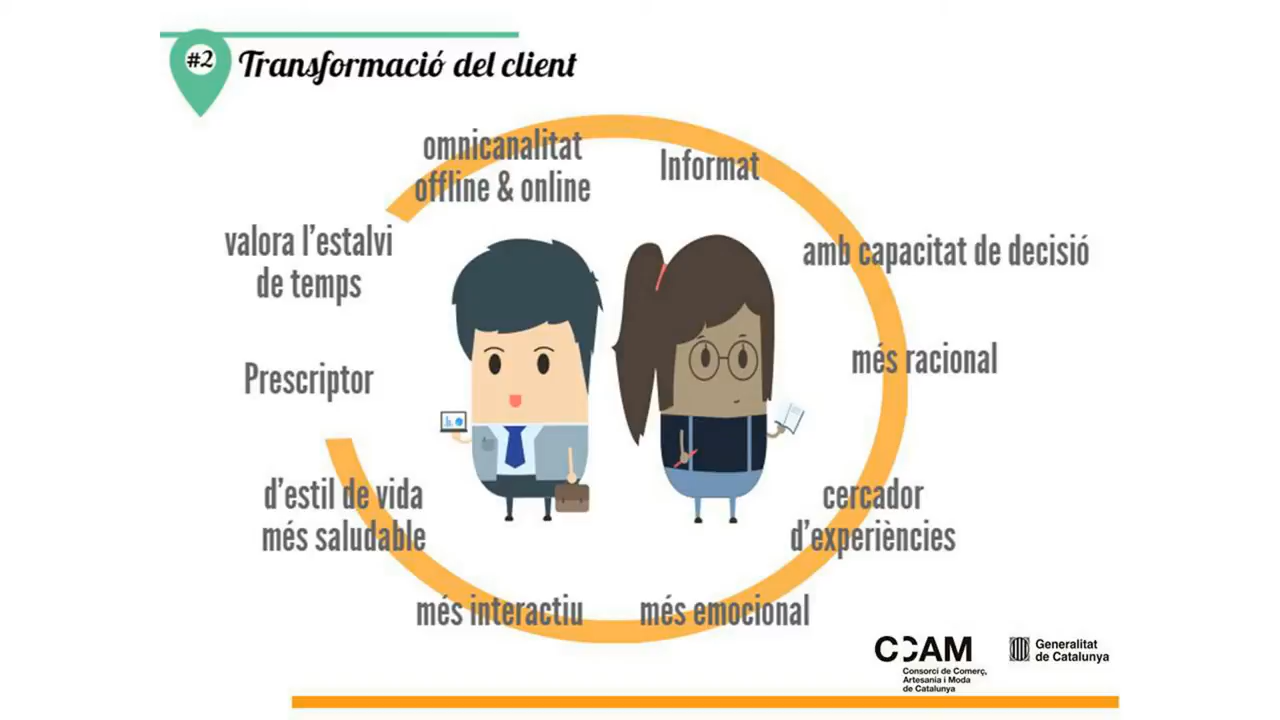 #2
Transformació del client
omnicanalitat
offline & online
Informat
valora l'estalvi
de temps
amb capacitat de decisió
Prescriptor
més racional
d'estil de vida
més saludable
cercador
d'experiències
més interactiu
més emocional
CCAM
Consorci de Comerç,
Artesania i Moda
de Catalunya
Generalitat
de Catalunya